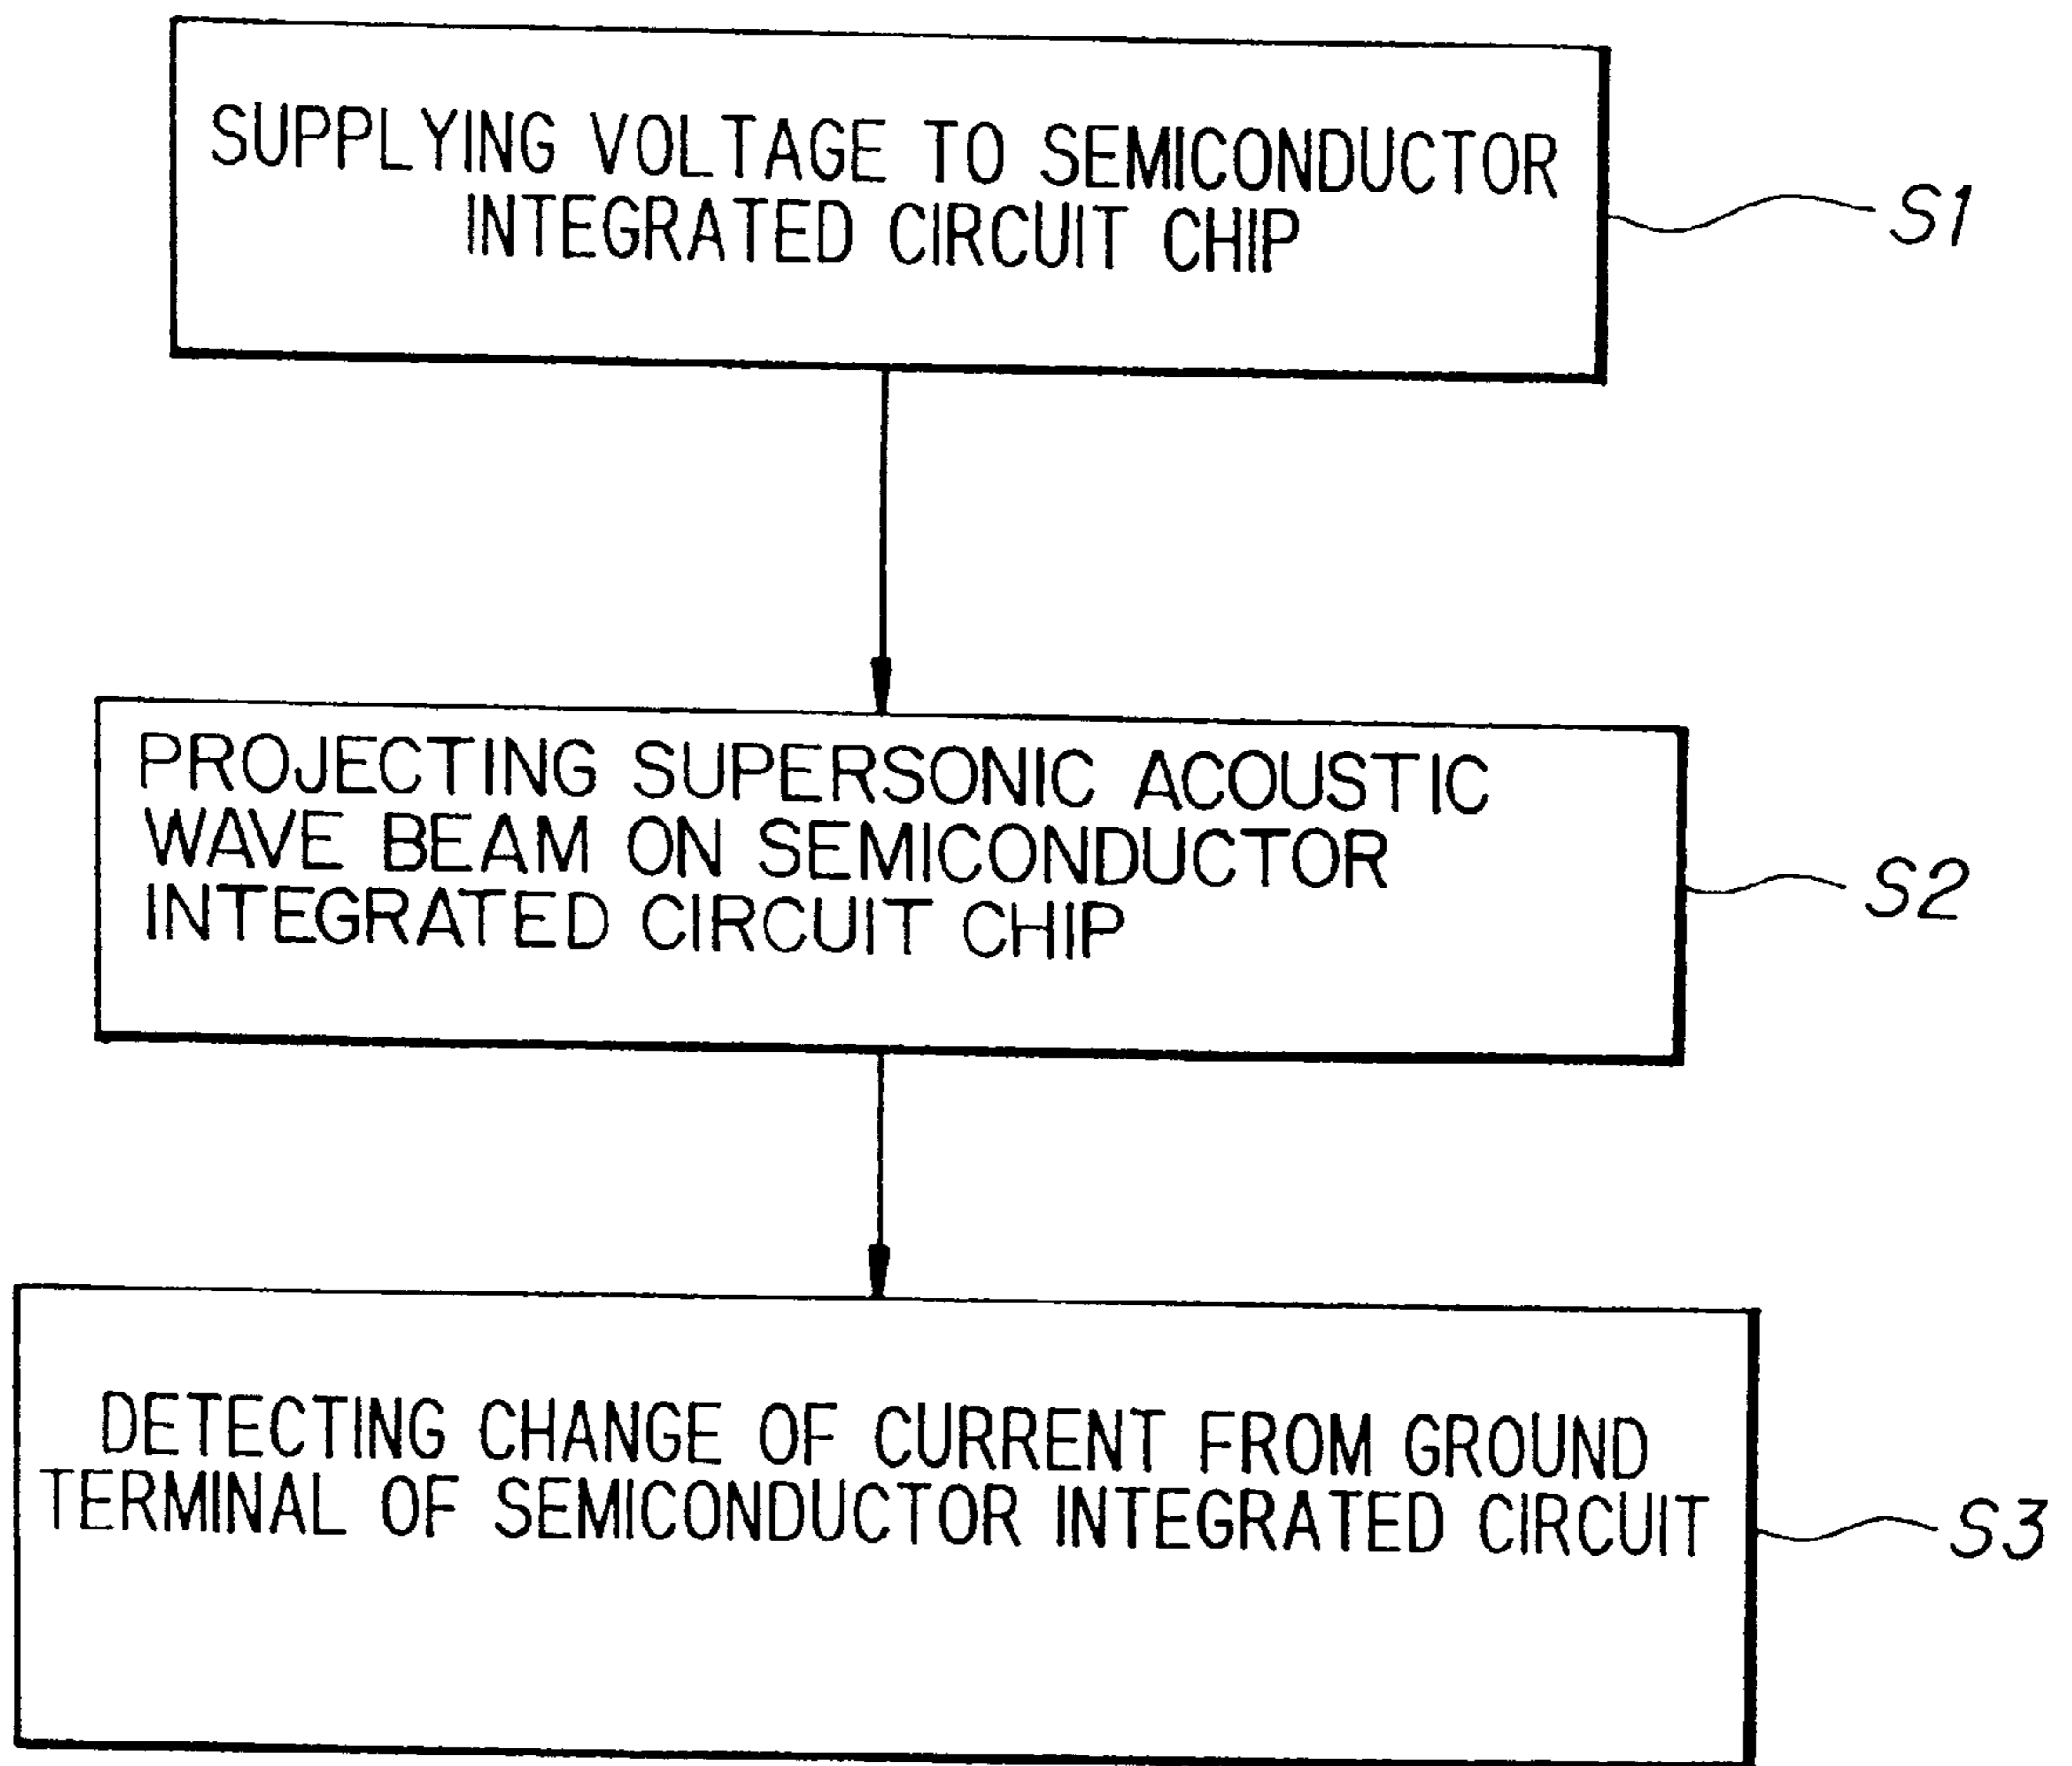 SUPPLYING VOLTAGE TO SEMICONDUCTOR
INTEGRATED CIRCUIT CHIP
S1
PROJECTING SUPERSONIC ACOUSTIC
WAVE BEAM ON SEMICONDUCTOR
INTEGRATED CIRCUIT CHIP
S2
DETECTING CHANGE OF CURRENT FROM GROUND
TERMINAL OF SEMICONDUCTOR INTEGRATED CIRCUIT
S3